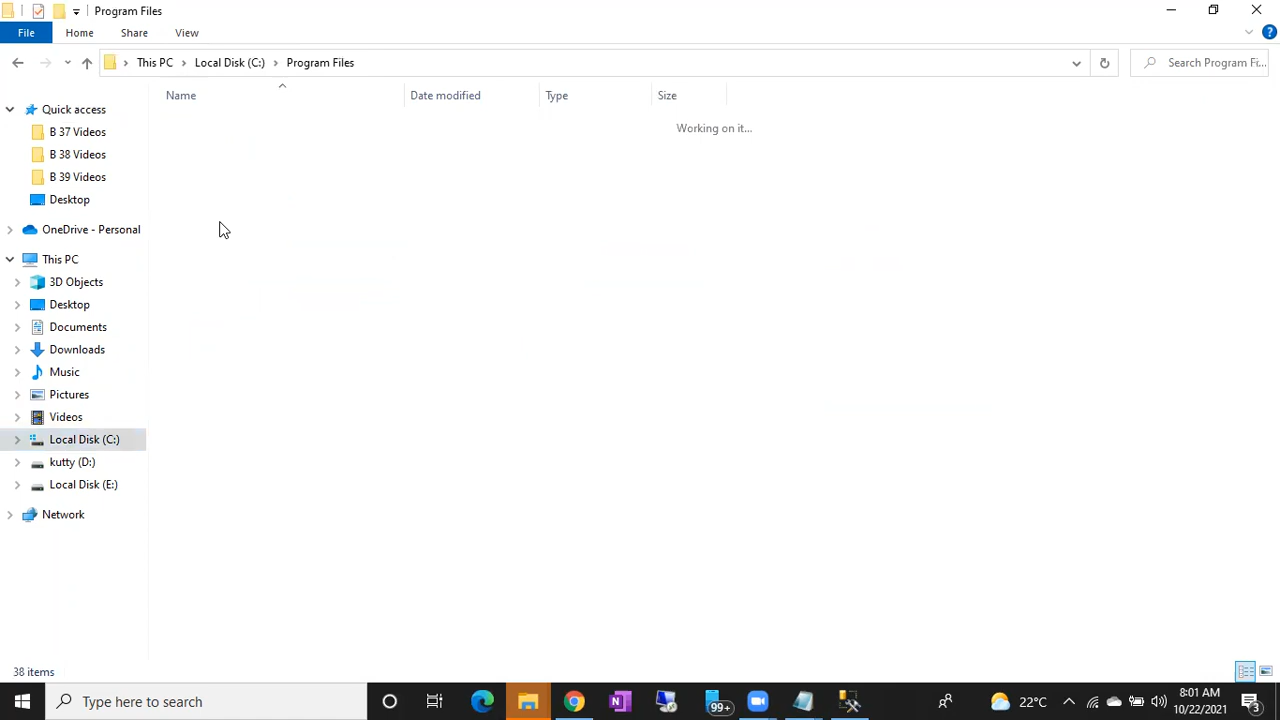 Program Files
File Home Share View
This PC Local Disk (C:) Program Files
Search Program Fi...
Name Date modified Type Size
Working on it...
Quick access
B 37 Videos
B 38 Videos
B 39 Videos
Desktop
OneDrive - Personal
This PC
3D Objects
Desktop
Documents
Downloads
Music
Pictures
Videos
Local Disk (C:)
kutty (D:)
Local Disk (E:)
Network
38 items
Type here to search
99+
22°C
8:01 AM
10/22/2021
3